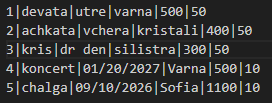 1|devata|utre|varna|500|50
2|achkata|vchera|kristali|400|50
3|kris|dr den|silistra|300|50
4|koncert|01/20/2027|Varna|500|10
5|chalga|09/10/2026|Sofia|1100|10